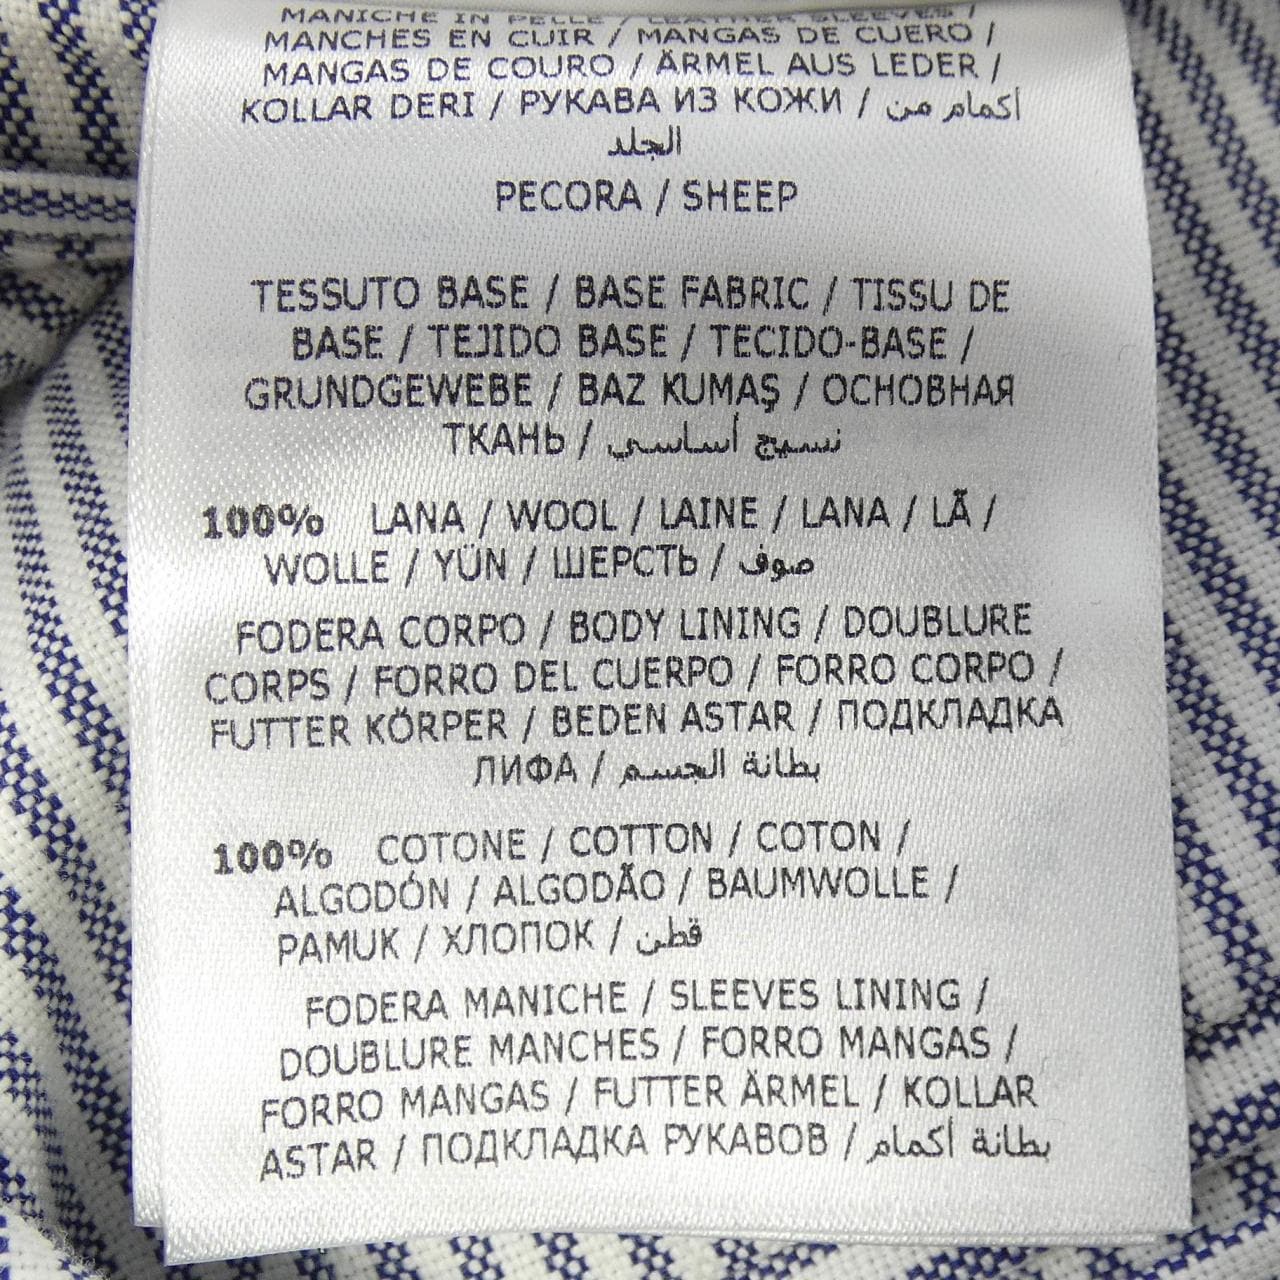 MANICHE IN PELLE / LEATHER SLEEVES /
MANCHES EN CUIR / MANGAS DE CUERO /
MANGAS DE COURO / ÄRMEL AUS LEDER /
KOLLAR DERI / РУКАВА ИЗ КОЖИ / أكمام من
الجلد
PECORA / SHEEP
TESSUTO BASE / BASE FABRIC / TISSU DE
BASE / TEJIDO BASE / TECIDO-BASE /
GRUNDGEWEBE / BAZ KUMAŞ / ОСНОВНАЯ
ТКАНЬ / نسيج أساسي
100% LANA / WOOL / LAINE / LANA / LÃ /
WOLLE / YÜN / ШЕРСТЬ / صوف
FODERA CORPO / BODY LINING / DOUBLURE
CORPS / FORRO DEL CUERPO / FORRO CORPO /
FUTTER KÖRPER / BEDEN ASTAR / ПОДКЛАДКА
ЛИФА / بطانة الجسم
100% COTONE / COTTON / COTON /
ALGODÓN / ALGODÃO / BAUMWOLLE /
PAMUK / ХЛОПОК / قطن
FODERA MANICHE / SLEEVES LINING /
DOUBLURE MANCHES / FORRO MANGAS /
FORRO MANGAS / FUTTER ÄRMEL / KOLLAR
ASTAR / ПОДКЛАДКА РУКАВОВ / بطانة أكمام